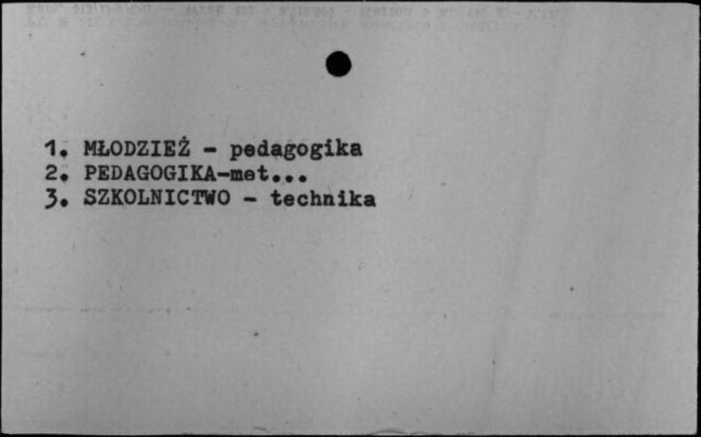 1. MŁODZIEŻ - pedagogika
2. PEDAGOGIKA-met...
3. SZKOLNICTWO - technika